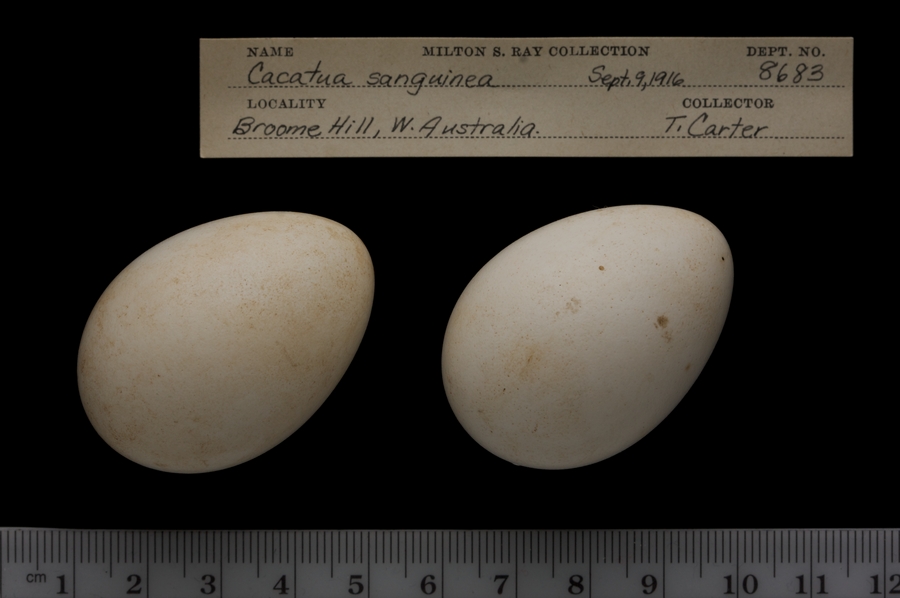 NAME MILTON S. RAY COLLECTION DEPT. NO.
Cacatua sanguinea Sept. 9, 1916 8683
LOCALITY COLLECTOR
Broome Hill, W. Australia. T. Carter
cm 1 2 3 4 5 6 7 8 9 10 11 12